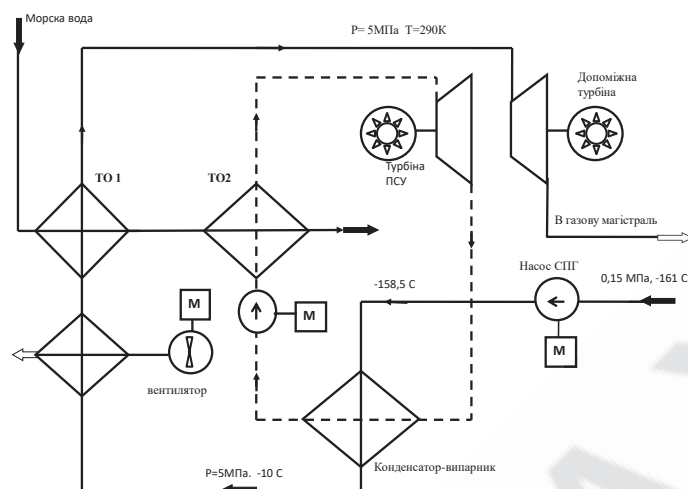 Морска вода
P= 5МПа T=290К
Допоміжна
турбіна
ТО 1
ТО2
Турбіна
ПСУ
В газову магістраль
Насос СПГ
-158,5 С
0,15 МПа, -161 С
М
М
М
вентилятор
Конденсатор-випарник
Р=5МПа. -10 С